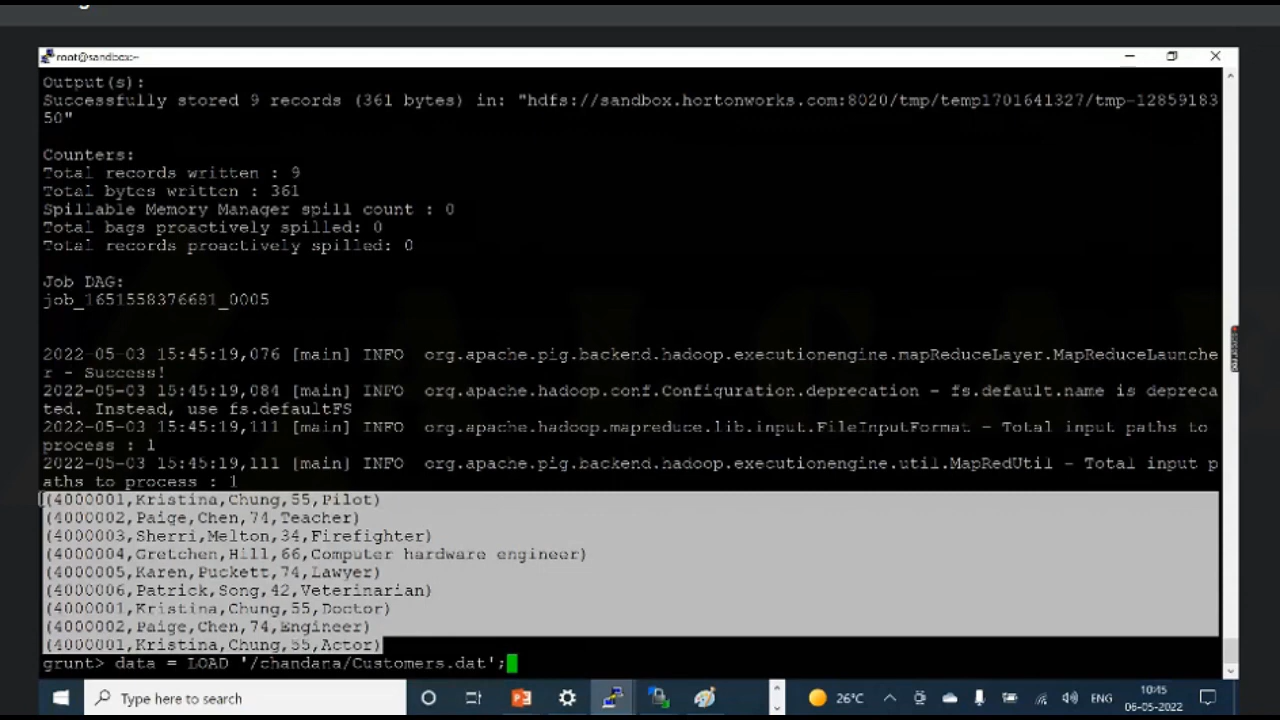 root@sandbox:~
Output(s):
Successfully stored 9 records (361 bytes) in: "hdfs://sandbox.hortonworks.com:8020/tmp/temp1701641327/tmp-12859183
50"
Counters:
Total records written : 9
Total bytes written : 361
Spillable Memory Manager spill count : 0
Total bags proactively spilled: 0
Total records proactively spilled: 0
Job DAG:
job_1651558376681_0005
2022-05-03 15:45:19,076 [main] INFO  org.apache.pig.backend.hadoop.executionengine.mapReduceLayer.MapReduceLaunche
r - Success!
2022-05-03 15:45:19,084 [main] INFO  org.apache.hadoop.conf.Configuration.deprecation - fs.default.name is depreca
ted. Instead, use fs.defaultFS
2022-05-03 15:45:19,111 [main] INFO  org.apache.hadoop.mapreduce.lib.input.FileInputFormat - Total input paths to
process : 1
2022-05-03 15:45:19,111 [main] INFO  org.apache.pig.backend.hadoop.executionengine.util.MapRedUtil - Total input p
aths to process : 1
(4000001,Kristina,Chung,55,Pilot)
(4000002,Paige,Chen,74,Teacher)
(4000003,Sherri,Melton,34,Firefighter)
(4000004,Gretchen,Hill,66,Computer hardware engineer)
(4000005,Karen,Puckett,74,Lawyer)
(4000006,Patrick,Song,42,Veterinarian)
(4000001,Kristina,Chung,55,Doctor)
(4000002,Paige,Chen,74,Engineer)
(4000001,Kristina,Chung,55,Actor)
grunt> data = LOAD '/chandana/Customers.dat';
Type here to search
26°C
ENG
10:45
06-05-2022